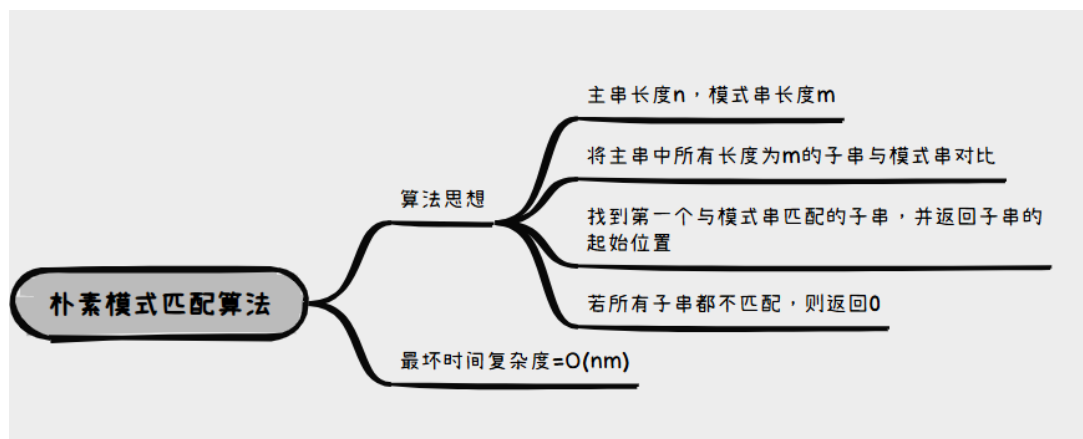 主串长度n，模式串长度m
将主串中所有长度为m的子串与模式串对比
算法思想
找到第一个与模式串匹配的子串，并返回子串的
起始位置
朴素模式匹配算法
若所有子串都不匹配，则返回0
最坏时间复杂度=O(nm)